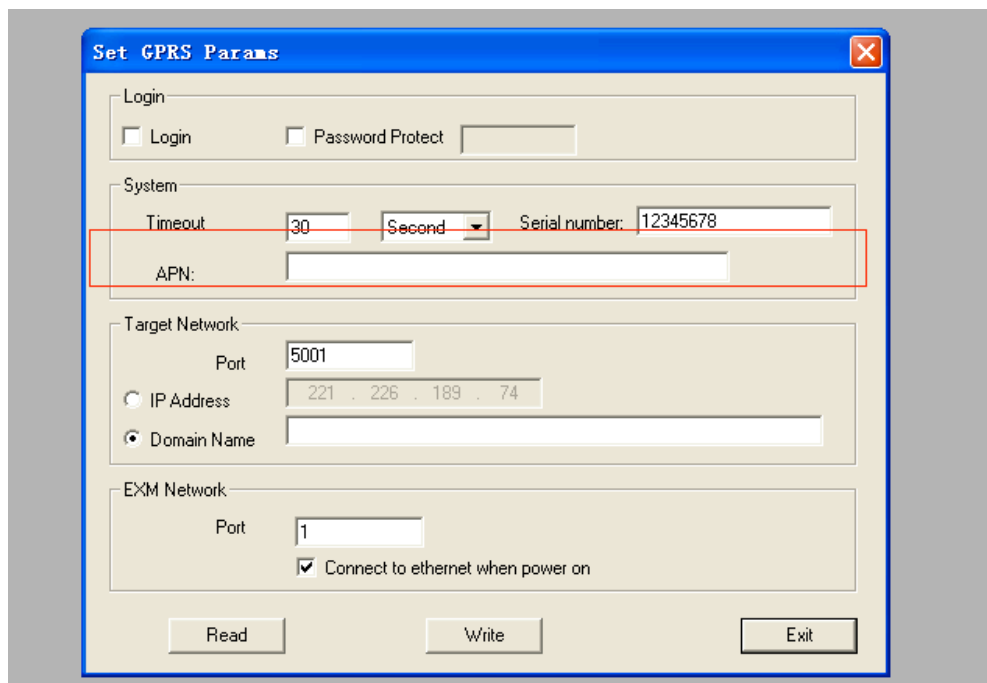 Set GPRS Params
Login
Login Password Protect
System
Timeout 30 Second Serial number: 12345678
APN:
Target Network
Port 5001
IP Address 221 . 226 . 189 . 74
Domain Name
EXM Network
Port 1
Connect to ethernet when power on
Read Write Exit